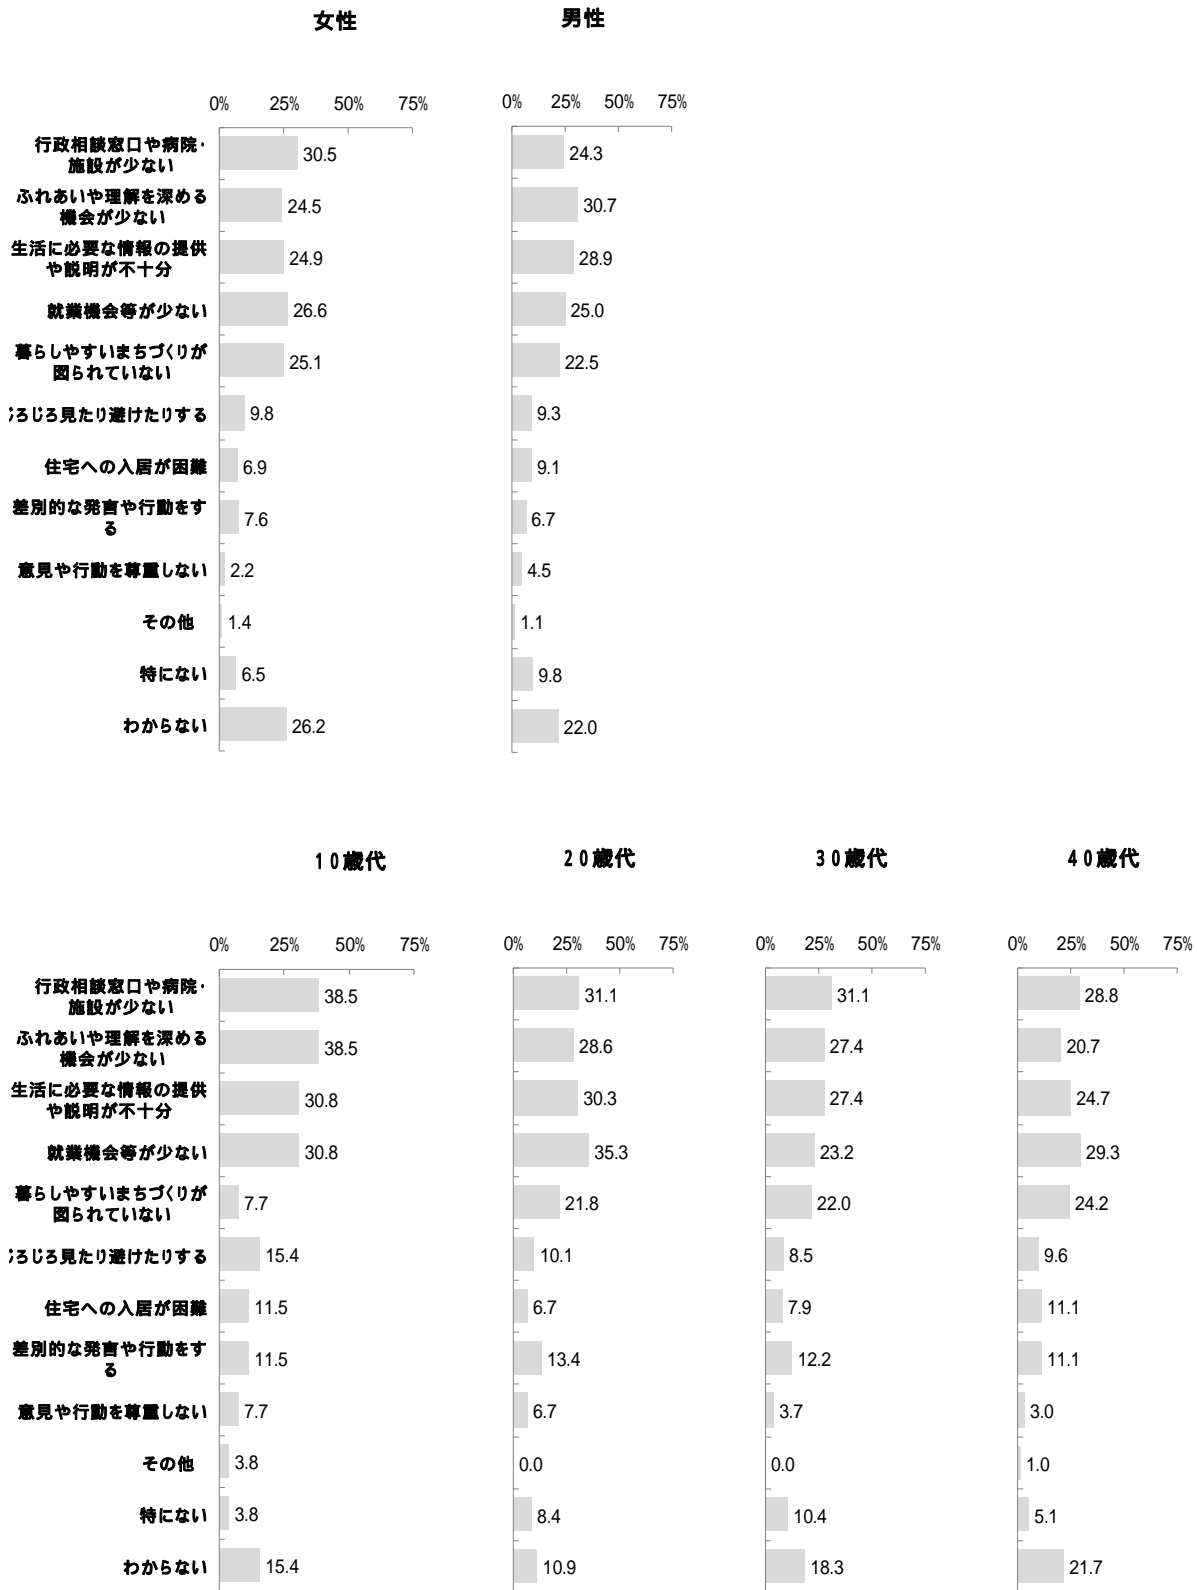 女性
男性
0% 25% 50% 75%
0% 25% 50% 75%
行政相談窓口や病院・
施設が少ない
30.5
24.3
ふれあいや理解を深める
機会が少ない
24.5
30.7
生活に必要な情報の提供
や説明が不十分
24.9
28.9
就業機会等が少ない
26.6
25.0
暮らしやすいまちづくりが
図られていない
25.1
22.5
じろじろ見たり避けたりする
9.8
9.3
住宅への入居が困難
6.9
9.1
差別的な発言や行動をす
る
7.6
6.7
意見や行動を尊重しない
2.2
4.5
その他
1.4
1.1
特にない
6.5
9.8
わからない
26.2
22.0
10歳代
20歳代
30歳代
40歳代
0% 25% 50% 75%
0% 25% 50% 75%
0% 25% 50% 75%
0% 25% 50% 75%
行政相談窓口や病院・
施設が少ない
38.5
31.1
31.1
28.8
ふれあいや理解を深める
機会が少ない
38.5
28.6
27.4
20.7
生活に必要な情報の提供
や説明が不十分
30.8
30.3
27.4
24.7
就業機会等が少ない
30.8
35.3
23.2
29.3
暮らしやすいまちづくりが
図られていない
7.7
21.8
22.0
24.2
じろじろ見たり避けたりする
15.4
10.1
8.5
9.6
住宅への入居が困難
11.5
6.7
7.9
11.1
差別的な発言や行動をす
る
11.5
13.4
12.2
11.1
意見や行動を尊重しない
7.7
6.7
3.7
3.0
その他
3.8
0.0
0.0
1.0
特にない
3.8
8.4
10.4
5.1
わからない
15.4
10.9
18.3
21.7